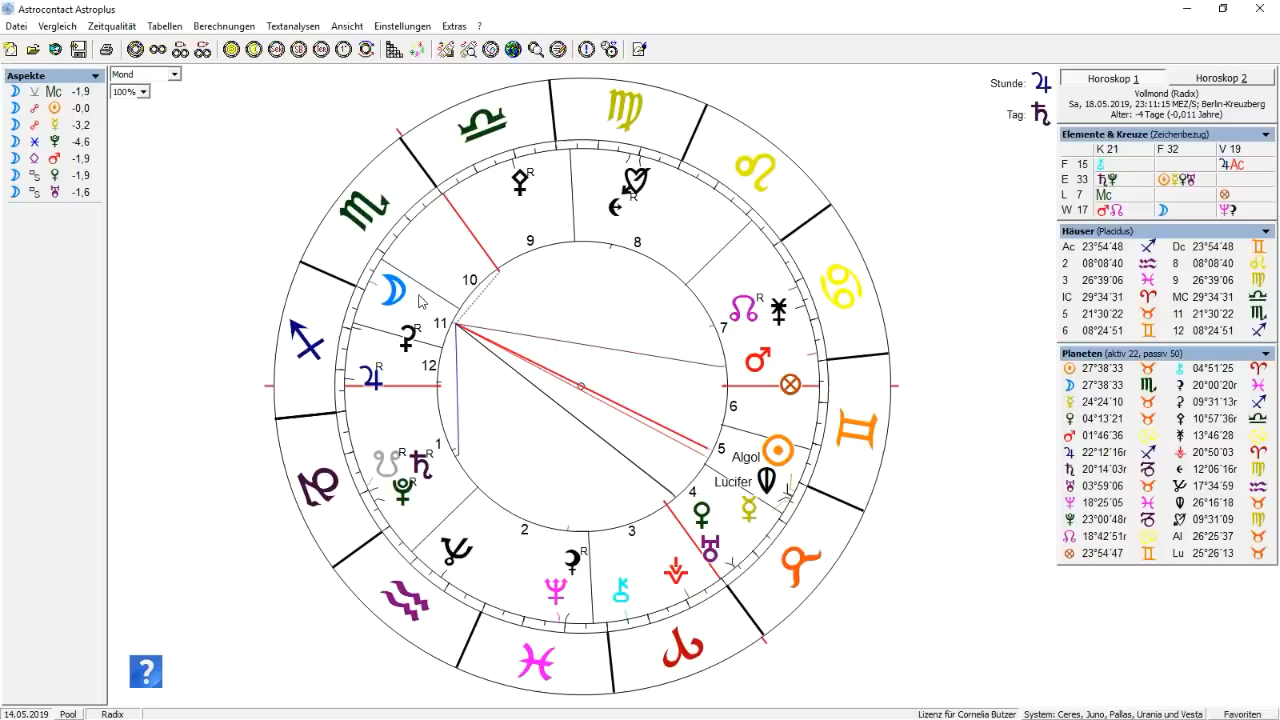 Astrocontact Astroplus
Datei Vergleich Zeitqualität Tabellen Berechnungen Textanalysen Ansicht Einstellungen Extras ?
Aspekte
Mc -1,9
-0,0
-3,2
-4,6
-1,9
-1,9
-1,6
Mond
100%
Stunde:
Tag:
R
R
R
R
R
R
R
R
R
9
8
10
7
11
12
6
5
1
4
2
3
Algol
Lucifer
Horoskop 1 Horoskop 2
Vollmond (Radix)
Sa, 18.05.2019, 23:11:15 MEZ/S; Berlin-Kreuzberg
Alter: -4 Tage (-0,011 Jahre)
Elemente & Kreuze (Zeichenbezug)
K 21 F 32 V 19
F 15 Ac
E 33
L 7 Mc
W 17
Häuser (Placidus)
Ac 23°54'48 Dc 23°54'48
2 08°08'40 8 08°08'40
3 26°39'06 9 26°39'06
IC 29°34'31 MC 29°34'31
5 21°30'22 11 21°30'22
6 08°24'51 12 08°24'51
Planeten (aktiv 22, passiv 50)
27°38'33 04°51'25
27°38'33
24°24'10 09°31'13r
04°13'21 10°57'36r
01°46'36 13°46'28
22°12'16r
20°14'03r 12°06'16r
03°59'06 17°34'59
18°25'05 26°16'18
23°00'48r 09°31'09
18°42'51r Al 26°25'37
23°54'47 Lu 25°26'13
14.05.2019 Pool Radix Lizenz für Cornelia Butzer System: Ceres, Juno, Pallas, Urania und Vesta Favoriten